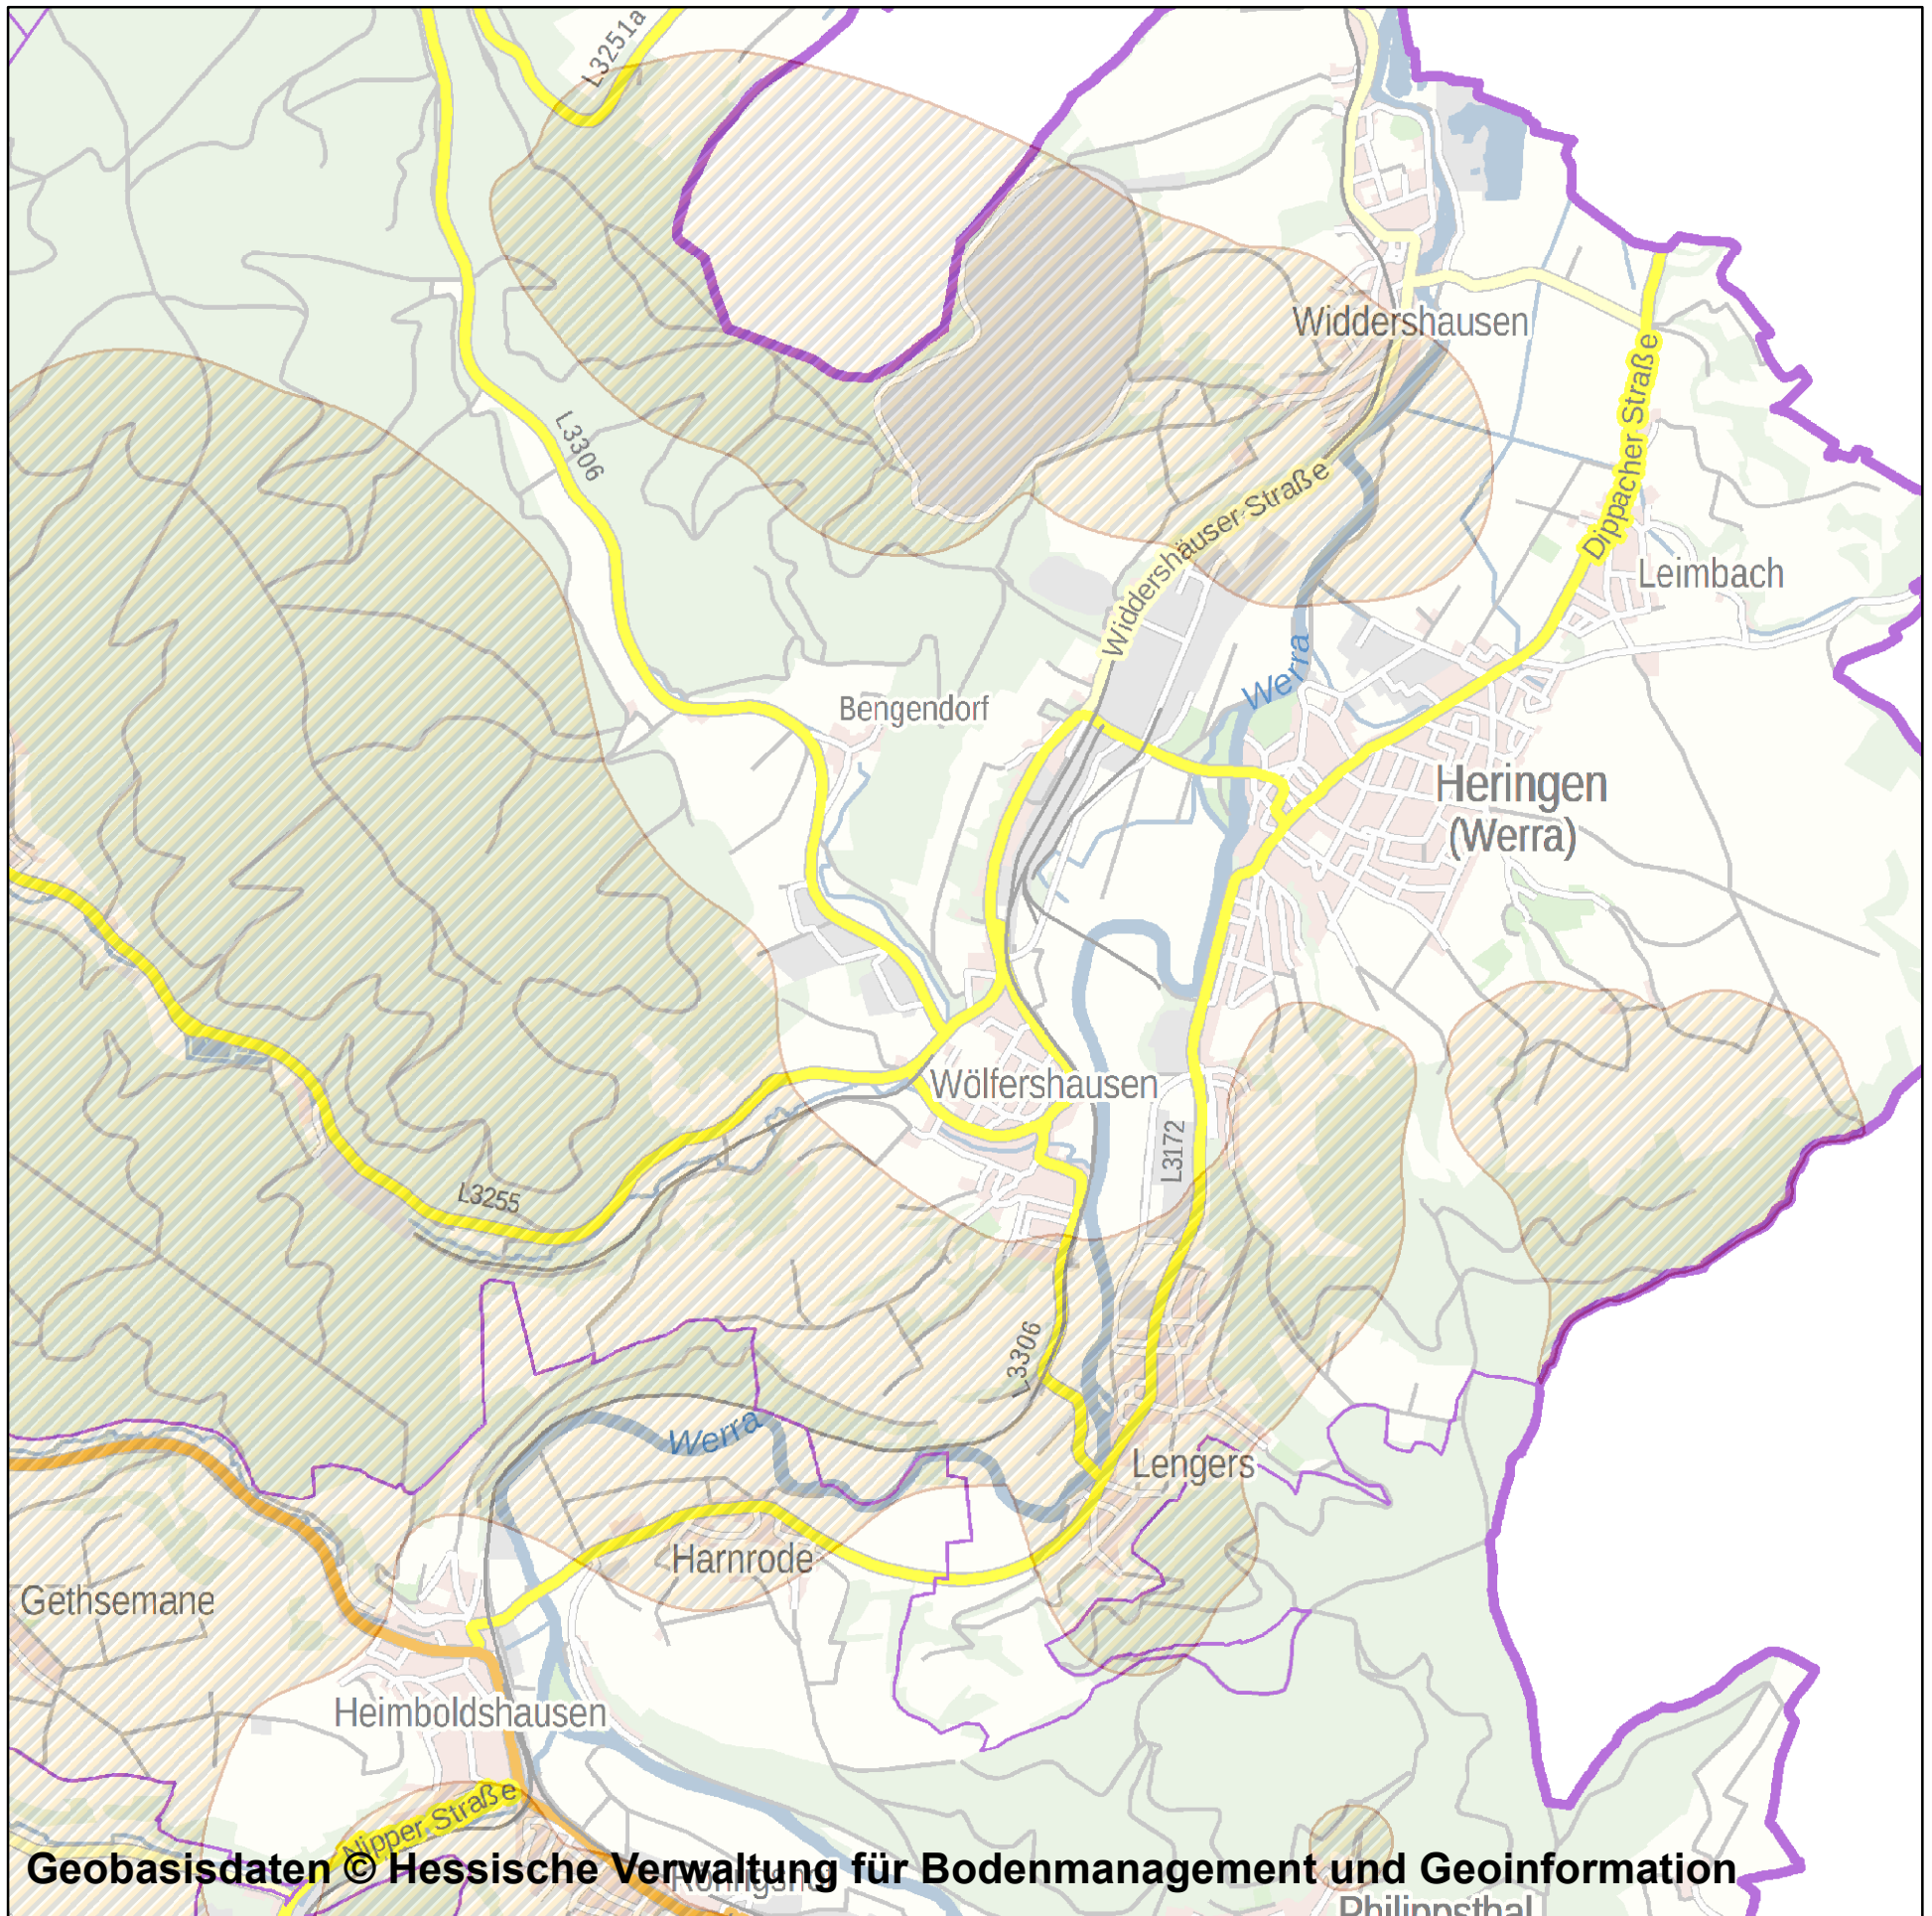 L3251a
Widdershausen
Dippacher Straße
L3306
Widdershäuser Straße
Leimbach
Werra
Bengendorf
Heringen
(Werra)
Wölfershausen
L3172
L3255
L3306
Werra
Lengers
Harnrode
Gethsemane
Heimboldshausen
Nipper Straße
Geobasisdaten © Hessische Verwaltung für Bodenmanagement und Geoinformation
Philippsthal